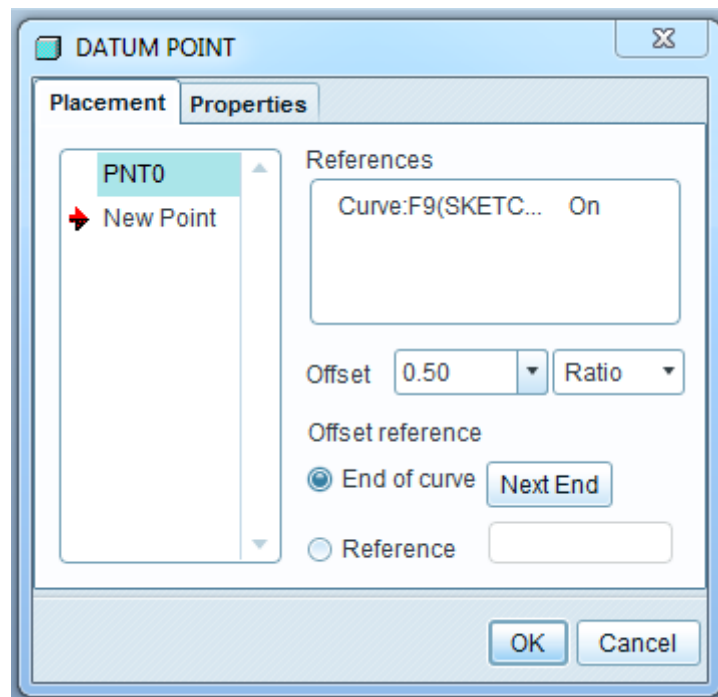 DATUM POINT
Placement Properties
PNT0
New Point
References
Curve:F9(SKETC... On
Offset 0.50 Ratio
Offset reference
End of curve Next End
Reference
OK Cancel